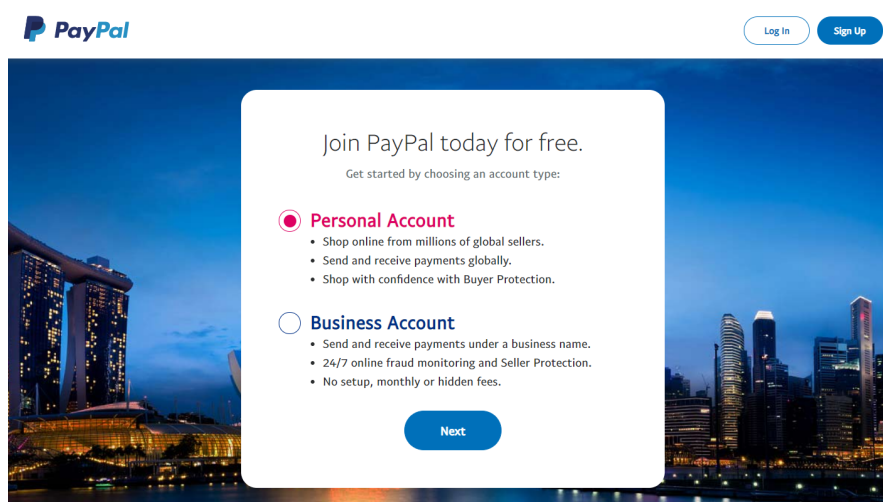 PayPal
Log In
Sign Up
Join PayPal today for free.
Get started by choosing an account type:
Personal Account
• Shop online from millions of global sellers.
• Send and receive payments globally.
• Shop with confidence with Buyer Protection.
Business Account
• Send and receive payments under a business name.
• 24/7 online fraud monitoring and Seller Protection.
• No setup, monthly or hidden fees.
Next